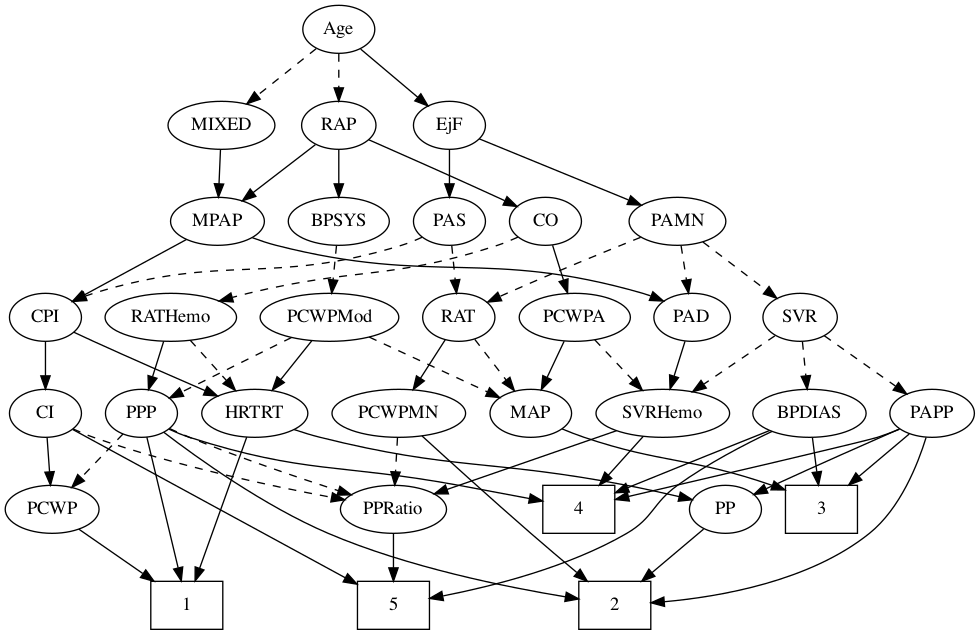 Age
MIXED
RAP
EjF
MPAP
BPSYS
PAS
CO
PAMN
CPI
RATHemo
PCWPMod
RAT
PCWPA
PAD
SVR
CI
PPP
HRTRT
PCWPMN
MAP
SVRHemo
BPDIAS
PAPP
PCWP
PPRatio
4
PP
3
1
5
2